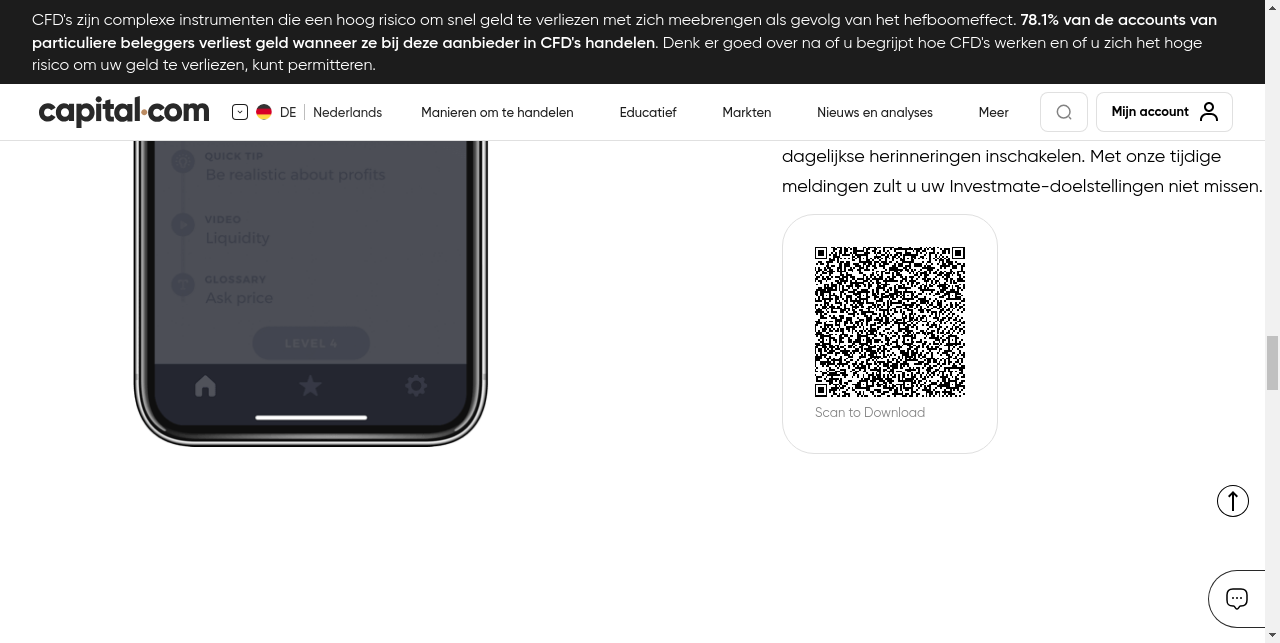 CFD's zijn complexe instrumenten die een hoog risico om snel geld te verliezen met zich meebrengen als gevolg van het hefboomeffect. 78.1% van de accounts van
particuliere beleggers verliest geld wanneer ze bij deze aanbieder in CFD's handelen. Denk er goed over na of u begrijpt hoe CFD's werken en of u zich het hoge
risico om uw geld te verliezen, kunt permitteren.
capital.com
DE
Nederlands
Manieren om te handelen
Educatief
Markten
Nieuws en analyses
Meer
Mijn account
dagelijkse herinneringen inschakelen. Met onze tijdige
meldingen zult u uw Investmate-doelstellingen niet missen.
QUICK TIP
Be realistic about profits
VIDEO
Liquidity
GLOSSARY
Ask price
LEVEL 4
Scan to Download